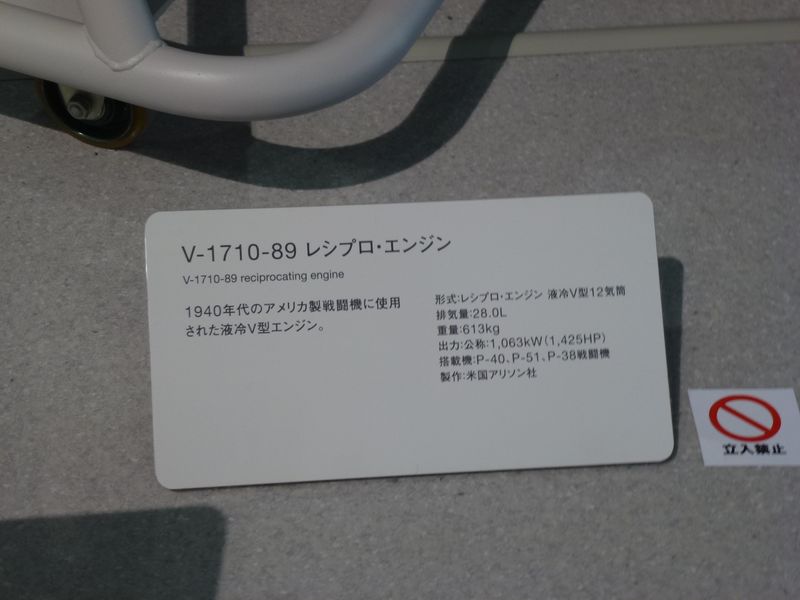 V-1710-89 レシプロ・エンジン
V-1710-89 reciprocating engine
1940年代のアメリカ製戦闘機に使用
された液冷V型エンジン。
形式:レシプロ・エンジン 液冷V型12気筒
排気量:28.0L
重量:613kg
出力:公称:1,063kW(1,425HP)
搭載機:P-40、P-51、P-38戦闘機
製作:米国アリソン社
立入禁止